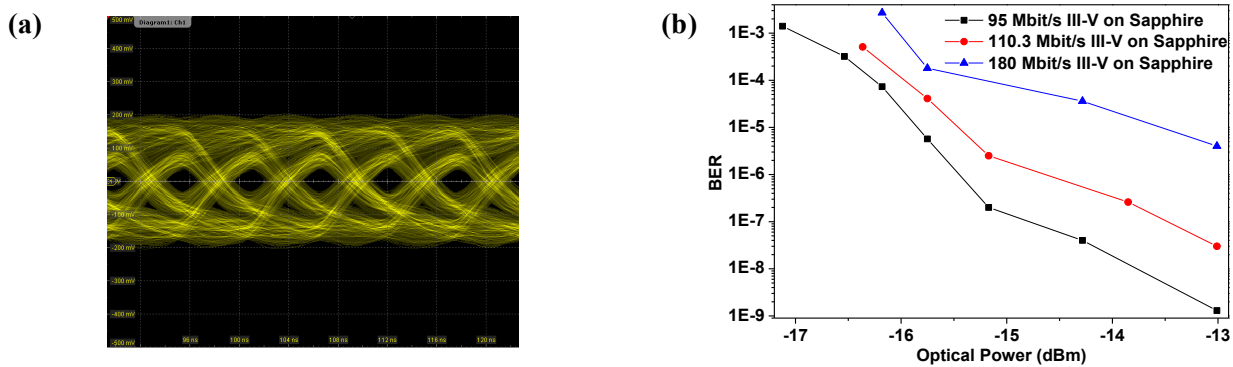 (a)
Diagram1: Ch1
500 mV
400 mV
300 mV
200 mV
100 mV
-100 mV
-200 mV
-300 mV
-400 mV
-500 mV
96 ns
100 ns
104 ns
108 ns
112 ns
116 ns
120 ns
(b)
95 Mbit/s III-V on Sapphire
110.3 Mbit/s III-V on Sapphire
180 Mbit/s III-V on Sapphire
BER
1E-3
1E-4
1E-5
1E-6
1E-7
1E-8
1E-9
-17
-16
-15
-14
-13
Optical Power (dBm)